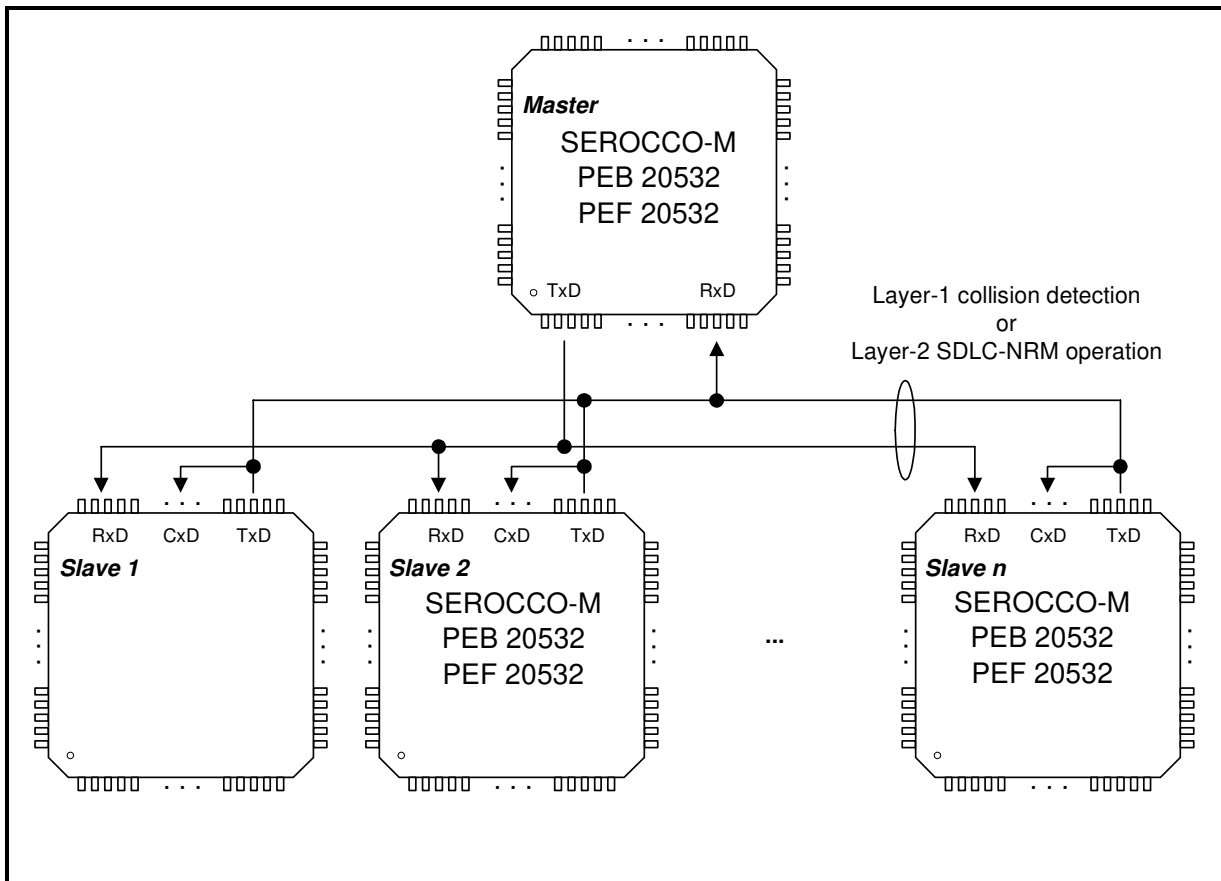 Master
SEROCCO-M
PEB 20532
PEF 20532
TxD RxD
Layer-1 collision detection
or
Layer-2 SDLC-NRM operation
RxD CxD TxD
Slave 1
RxD CxD TxD
Slave 2
SEROCCO-M
PEB 20532
PEF 20532
...
RxD CxD TxD
Slave n
SEROCCO-M
PEB 20532
PEF 20532